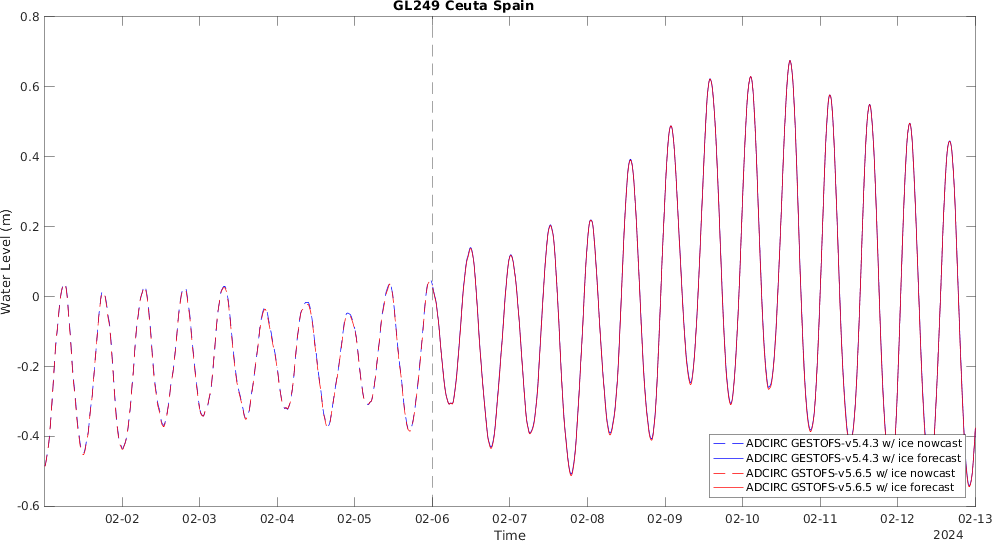 GL249 Ceuta Spain
0.8
0.6
0.4
0.2
0
-0.2
-0.4
-0.6
Water Level (m)
ADCIRC GESTOFS-v5.4.3 w/ ice nowcast
ADCIRC GESTOFS-v5.4.3 w/ ice forecast
ADCIRC GSTOFS-v5.6.5 w/ ice nowcast
ADCIRC GSTOFS-v5.6.5 w/ ice forecast
02-02 02-03 02-04 02-05 02-06 02-07 02-08 02-09 02-10 02-11 02-12 02-13
Time
2024